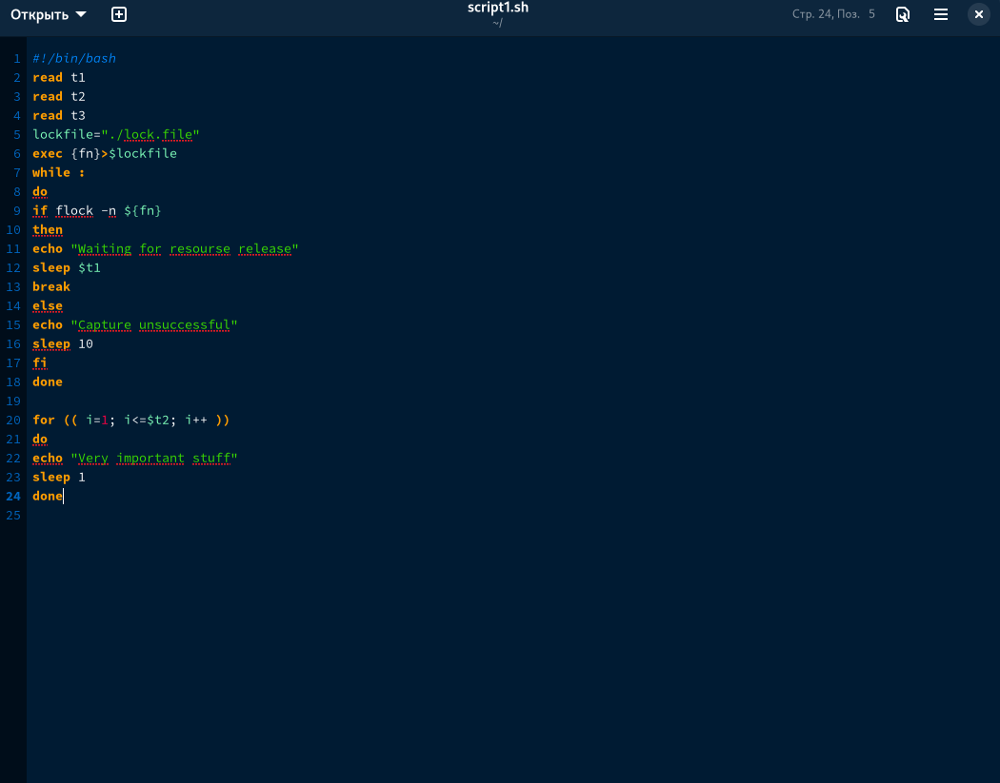 Открыть
script1.sh
~/
Стр. 24, Поз. 5
1 #!/bin/bash
2 read t1
3 read t2
4 read t3
5 lockfile="./lock.file"
6 exec {fn}>$lockfile
7 while :
8 do
9 if flock -n ${fn}
10 then
11 echo "Waiting for resourse release"
12 sleep $t1
13 break
14 else
15 echo "Capture unsuccessful"
16 sleep 10
17 fi
18 done
19
20 for (( i=1; i<=$t2; i++ ))
21 do
22 echo "Very important stuff"
23 sleep 1
24 done
25